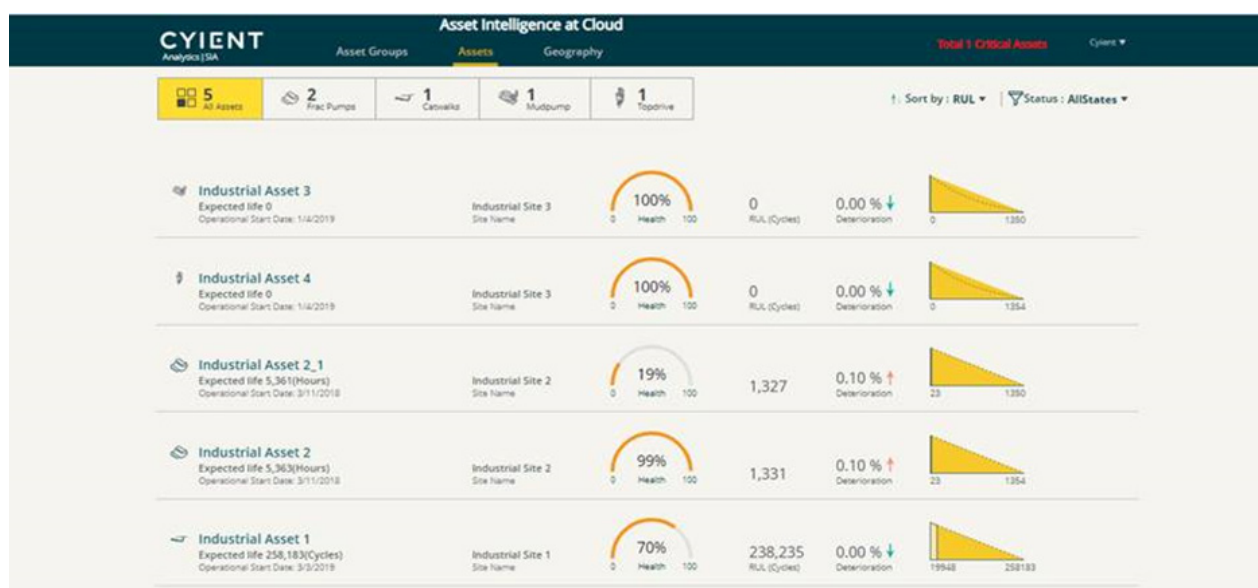 Asset Intelligence at Cloud
CYIENT
Analytics|SIA
Asset Groups
Assets
Geography
Total 1 Critical Assets
Cyient
5
All Assets
2
Frac Pumps
1
Catwalks
1
Mudpump
1
Topdrive
Sort by : RUL
Status : AllStates
Industrial Asset 3
Expected life 0
Operational Start Date: 1/4/2019
Industrial Site 3
Site Name
100%
0 Health 100
0
RUL (Cycles)
0.00 %
Deterioration
0 1350
Industrial Asset 4
Expected life 0
Operational Start Date: 1/4/2019
Industrial Site 3
Site Name
100%
0 Health 100
0
RUL (Cycles)
0.00 %
Deterioration
0 1354
Industrial Asset 2_1
Expected life 5,361(Hours)
Operational Start Date: 3/11/2018
Industrial Site 2
Site Name
19%
0 Health 100
1,327
0.10 %
Deterioration
23 1350
Industrial Asset 2
Expected life 5,363(Hours)
Operational Start Date: 3/11/2018
Industrial Site 2
Site Name
99%
0 Health 100
1,331
0.10 %
Deterioration
23 1354
Industrial Asset 1
Expected life 258,183(Cycles)
Operational Start Date: 3/3/2019
Industrial Site 1
Site Name
70%
0 Health 100
238,235
RUL (Cycles)
0.00 %
Deterioration
19948 258183